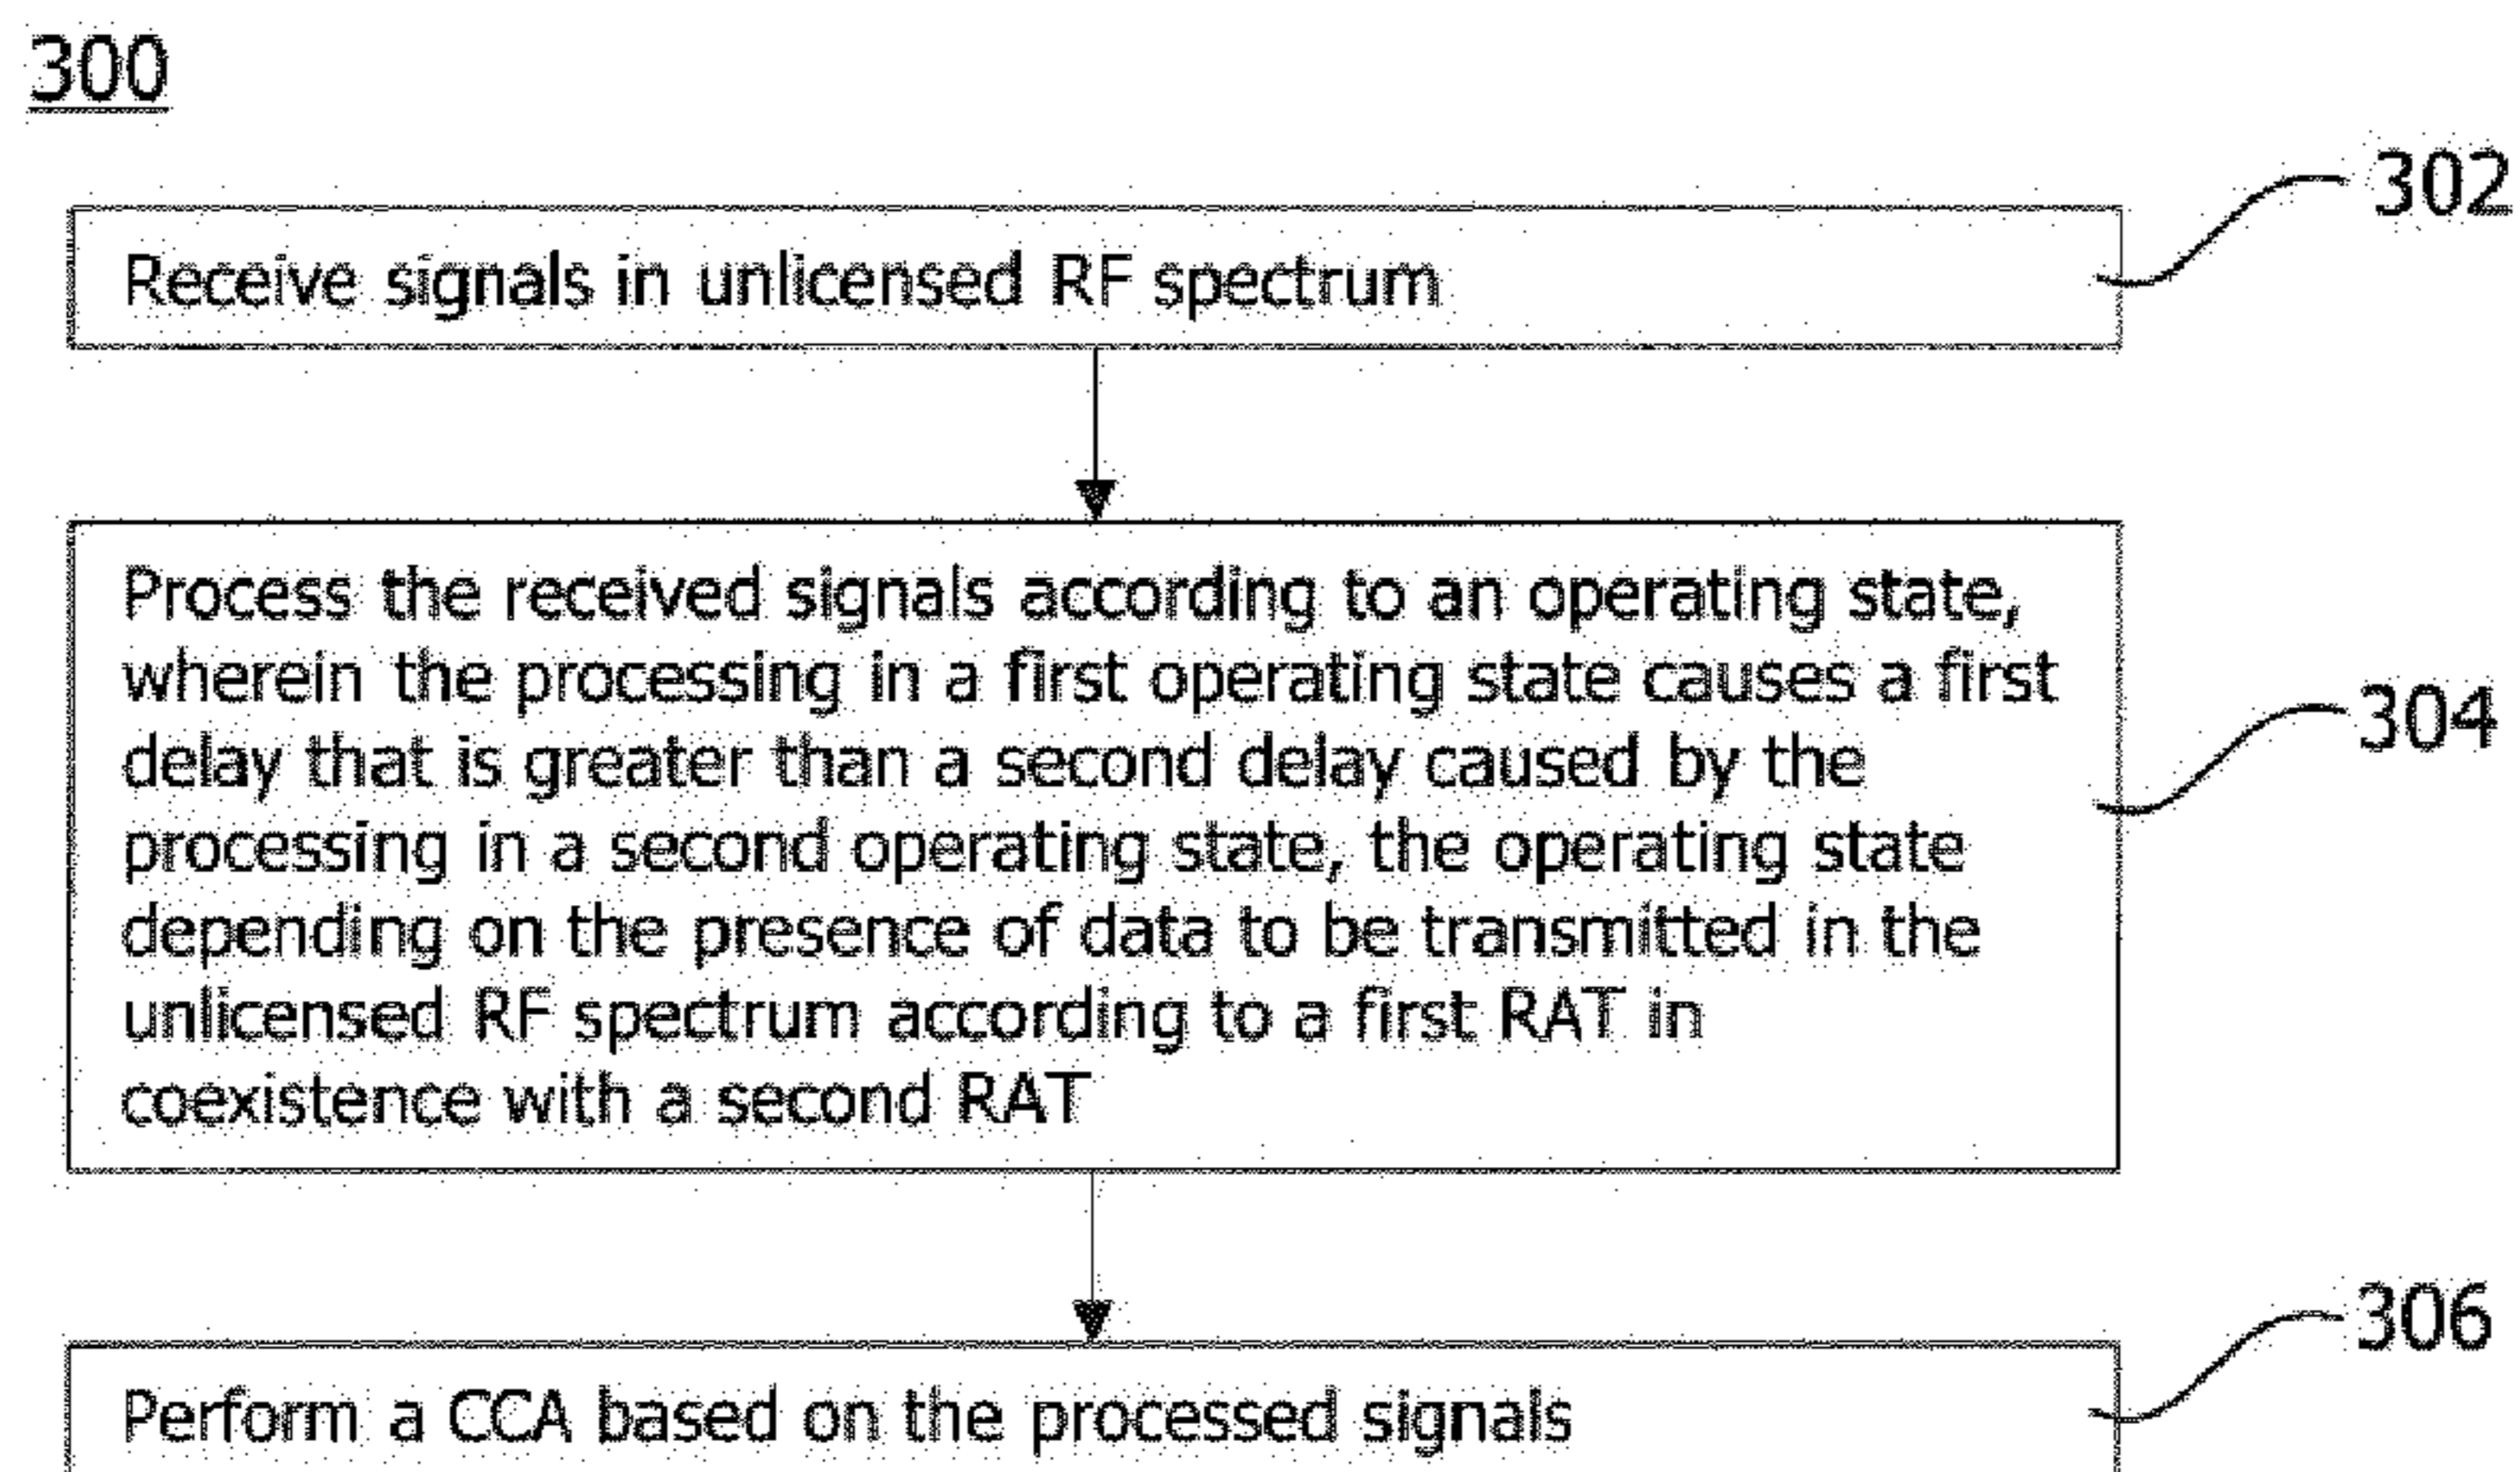 300
302
Receive signals in unlicensed RF spectrum
Process the received signals according to an operating state,
wherein the processing in a first operating state causes a first
delay that is greater than a second delay caused by the
processing in a second operating state, the operating state
depending on the presence of data to be transmitted in the
unlicensed RF spectrum according to a first RAT in
coexistence with a second RAT
304
306
Perform a CCA based on the processed signals